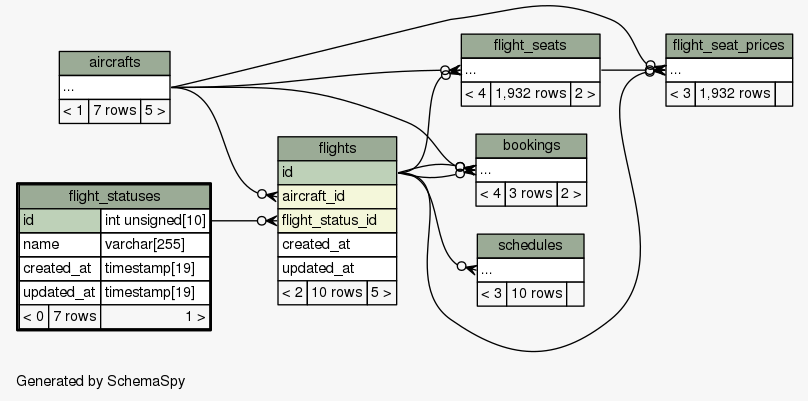 aircrafts
...
< 1 7 rows 5 >
flight_seats
...
< 4 1,932 rows 2 >
flight_seat_prices
...
< 3 1,932 rows
flights
id
aircraft_id
flight_status_id
created_at
updated_at
< 2 10 rows 5 >
bookings
...
< 4 3 rows 2 >
flight_statuses
id int unsigned[10]
name varchar[255]
created_at timestamp[19]
updated_at timestamp[19]
< 0 7 rows 1 >
schedules
...
< 3 10 rows
Generated by SchemaSpy